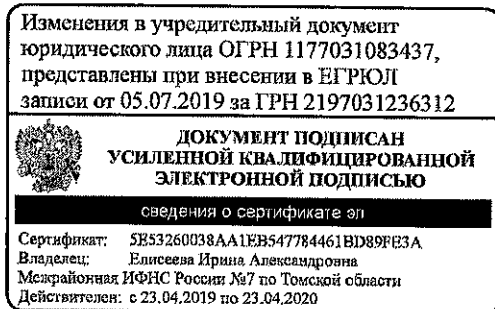 Изменения в учредительный документ
юридического лица ОГРН 1177031083437,
представлены при внесении в ЕГРЮЛ
записи от 05.07.2019 за ГРН 2197031236312
ДОКУМЕНТ ПОДПИСАН
УСИЛЕННОЙ КВАЛИФИЦИРОВАННОЙ
ЭЛЕКТРОННОЙ ПОДПИСЬЮ
сведения о сертификате эп
Сертификат: 5E53260038AA1EB547784461BD89FE3A
Владелец: Елисеева Ирина Александровна
Межрайонная ИФНС России №7 по Томской области
Действителен: с 23.04.2019 по 23.04.2020